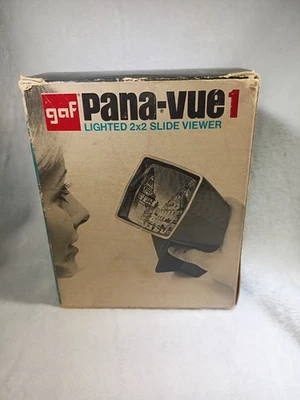 gaf
pana-vue 1
LIGHTED 2x2 SLIDE VIEWER